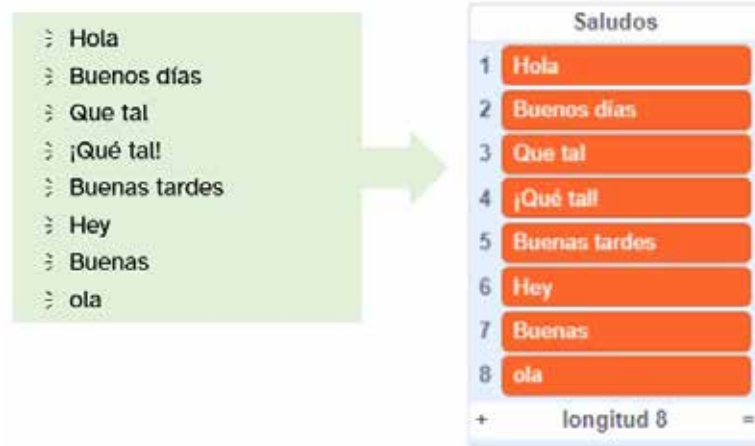 Hola
Buenos días
Que tal
¡Qué tal!
Buenas tardes
Hey
Buenas
ola
Saludos
1 Hola
2 Buenos días
3 Que tal
4 ¡Qué tal!
5 Buenas tardes
6 Hey
7 Buenas
8 ola
+ longitud 8 =